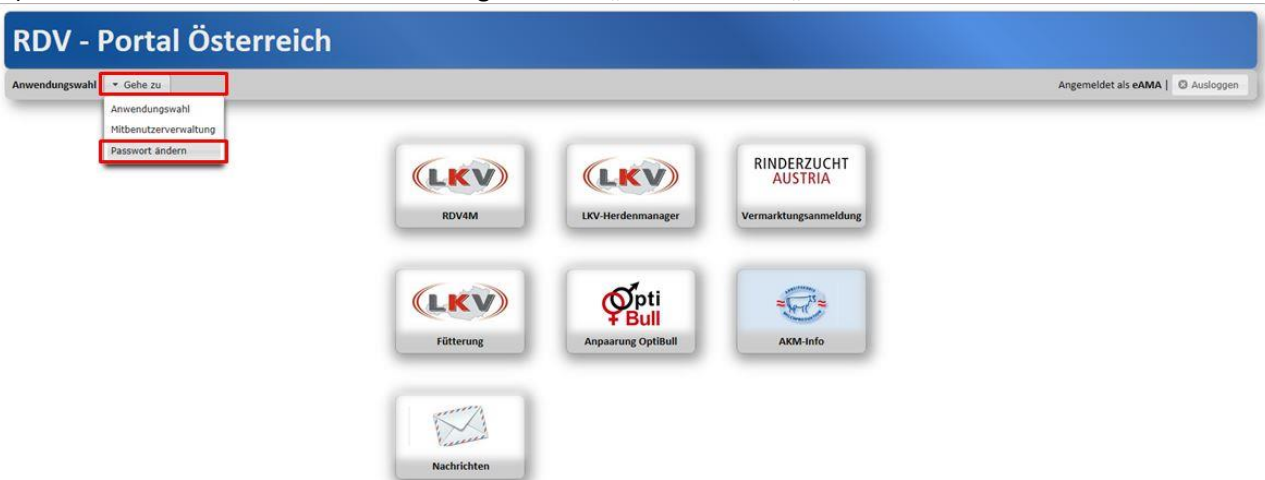 RDV - Portal Österreich
Anwendungswahl Gehe zu Angemeldet als eAMA | Ausloggen
Anwendungswahl
Mitbenutzerverwaltung
Passwort ändern
LKV LKV RINDERZUCHT
AUSTRIA
RDV4M LKV-Herdenmanager Vermarktungsanmeldung
LKV Opti
Bull
Fütterung Anpaarung OptiBull AKM-Info
Nachrichten